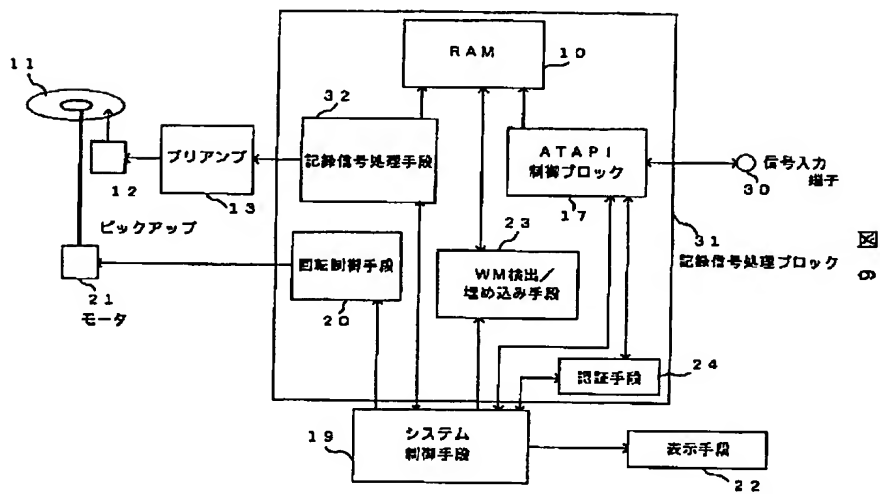 １１
ＲＡＭ
１０
３２
記録信号処理手段
プリアンプ
１３
１２
ピックアップ
ＡＴＡＰＩ
制御ブロック
１７
信号入力
端子
３０
２３
ＷＭ検出／
埋め込み手段
３１
記録信号処理ブロック
回転制御手段
２０
２１
モータ
認証手段
２４
１９
システム
制御手段
表示手段
２２
図